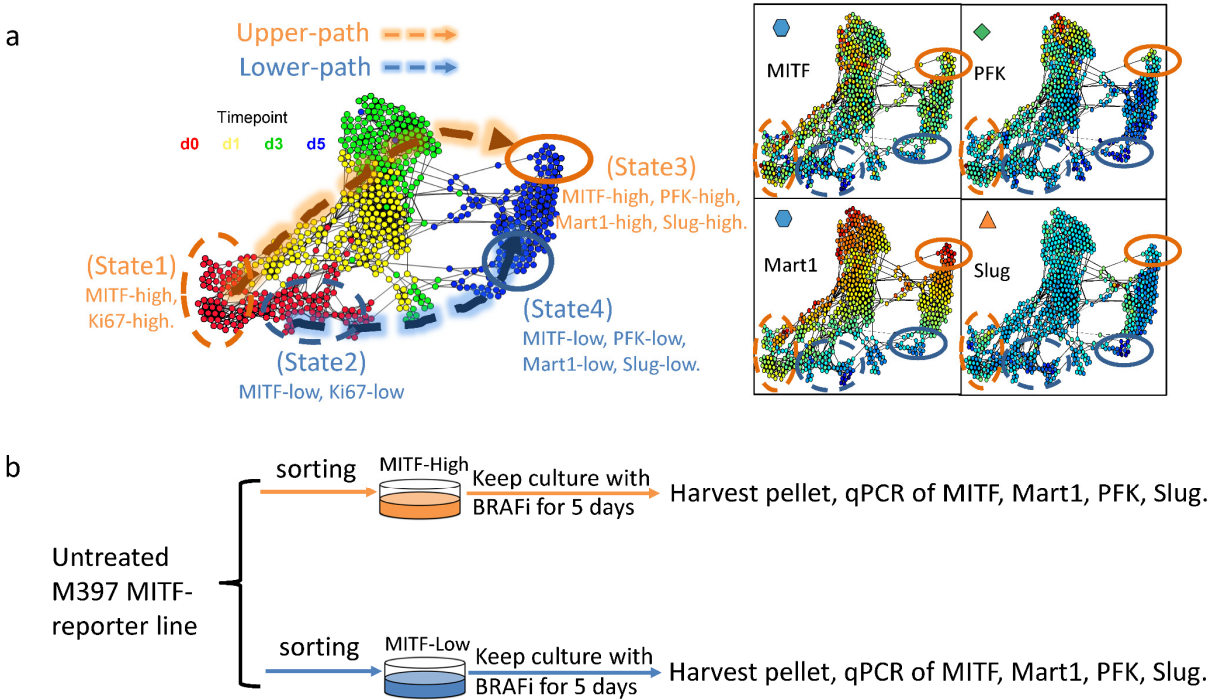 a
Upper-path
Lower-path
Timepoint
d0 d1 d3 d5
(State1)
MITF-high,
Ki67-high.
(State2)
MITF-low, Ki67-low
(State3)
MITF-high, PFK-high,
Mart1-high, Slug-high.
(State4)
MITF-low, PFK-low,
Mart1-low, Slug-low.
MITF
PFK
Mart1
Slug
b
Untreated
M397 MITF-
reporter line
sorting
MITF-High
Keep culture with
BRAFi for 5 days
Harvest pellet, qPCR of MITF, Mart1, PFK, Slug.
sorting
MITF-Low
Keep culture with
BRAFi for 5 days
Harvest pellet, qPCR of MITF, Mart1, PFK, Slug.